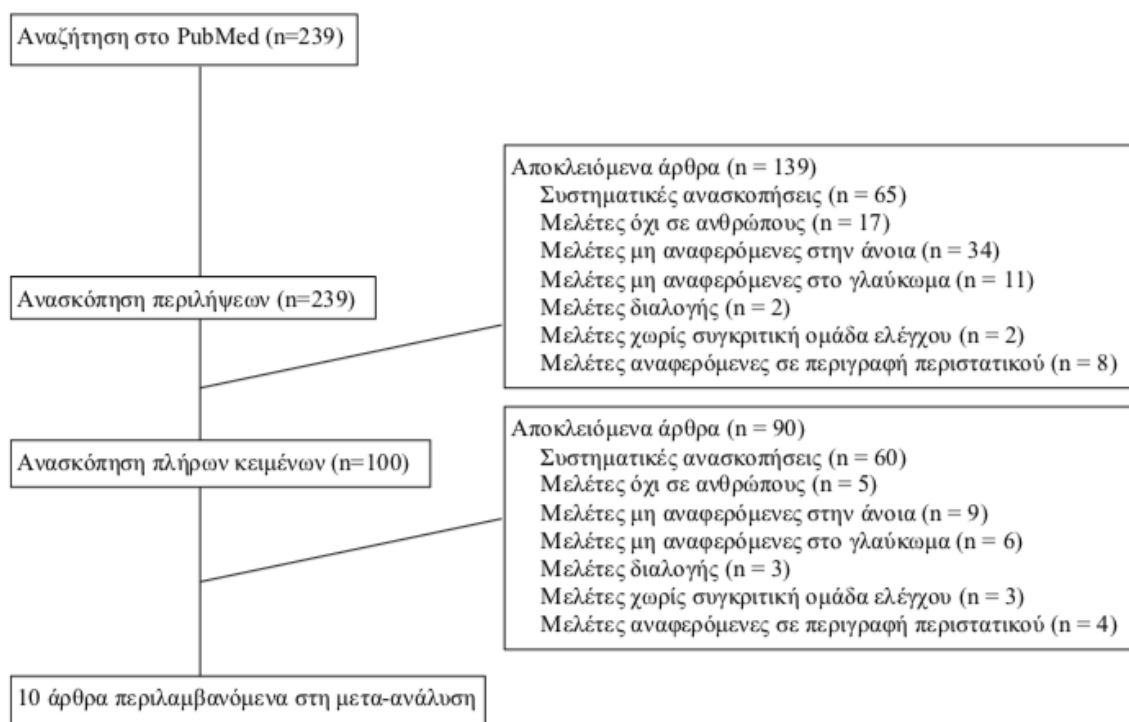 Αναζήτηση στο PubMed (n=239)
Αποκλειόμενα άρθρα (n = 139)
Συστηματικές ανασκοπήσεις (n = 65)
Μελέτες όχι σε ανθρώπους (n = 17)
Μελέτες μη αναφερόμενες στην άνοια (n = 34)
Μελέτες μη αναφερόμενες στο γλαύκωμα (n = 11)
Μελέτες διαλογής (n = 2)
Μελέτες χωρίς συγκριτική ομάδα ελέγχου (n = 2)
Μελέτες αναφερόμενες σε περιγραφή περιστατικού (n = 8)
Ανασκόπηση περιλήψεων (n=239)
Αποκλειόμενα άρθρα (n = 90)
Συστηματικές ανασκοπήσεις (n = 60)
Μελέτες όχι σε ανθρώπους (n = 5)
Μελέτες μη αναφερόμενες στην άνοια (n = 9)
Μελέτες μη αναφερόμενες στο γλαύκωμα (n = 6)
Μελέτες διαλογής (n = 3)
Μελέτες χωρίς συγκριτική ομάδα ελέγχου (n = 3)
Μελέτες αναφερόμενες σε περιγραφή περιστατικού (n = 4)
Ανασκόπηση πλήρων κειμένων (n=100)
10 άρθρα περιλαμβανόμενα στη μετα-ανάλυση